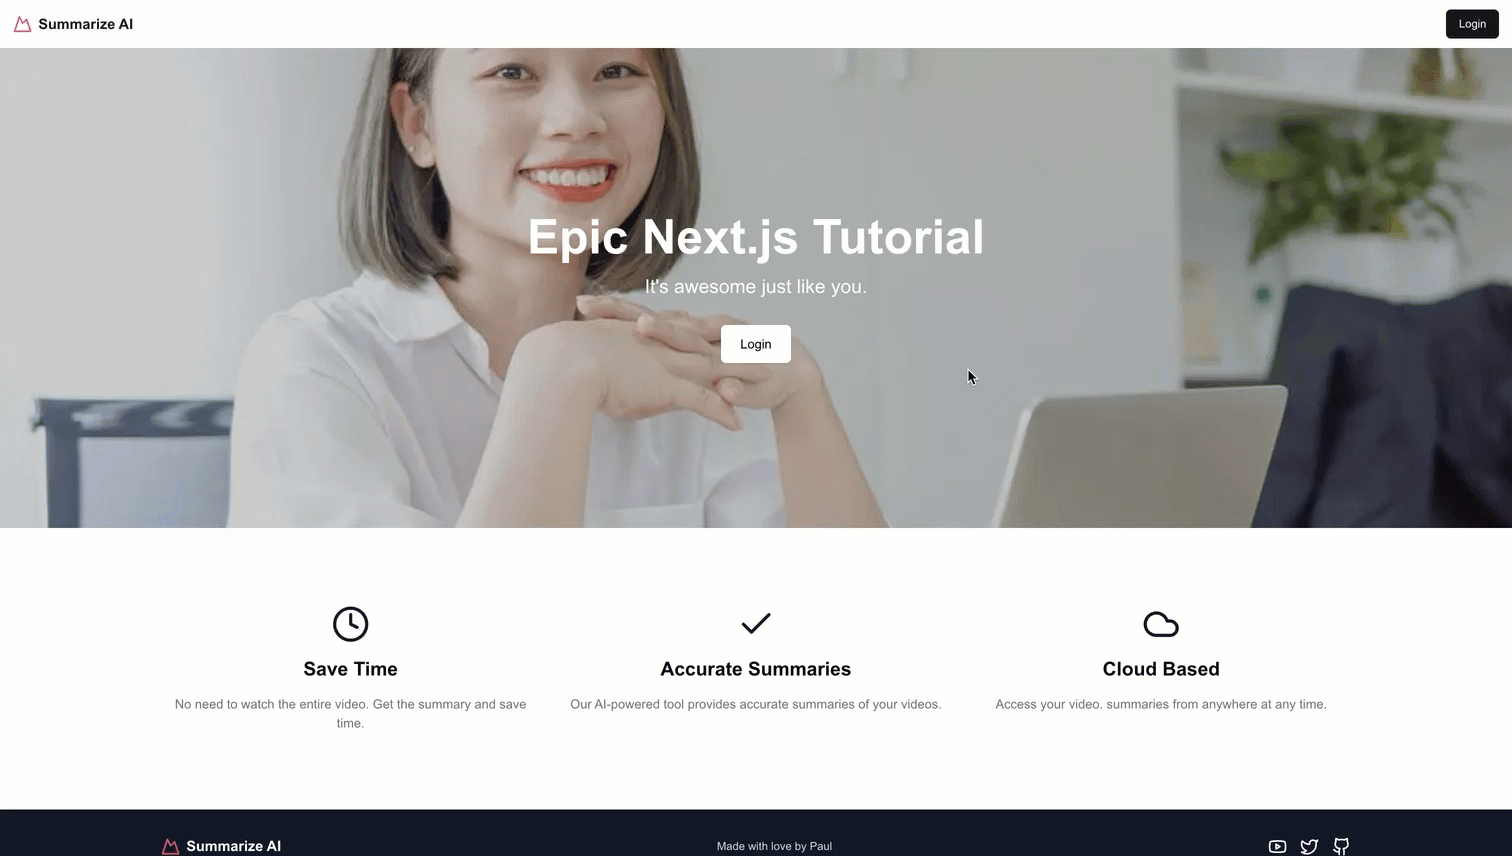 Summarize AI
Login
Epic Next.js Tutorial
It's awesome just like you.
Login
Save Time
No need to watch the entire video. Get the summary and save
time.
Accurate Summaries
Our AI-powered tool provides accurate summaries of your videos.
Cloud Based
Access your video. summaries from anywhere at any time.
Summarize AI
Made with love by Paul